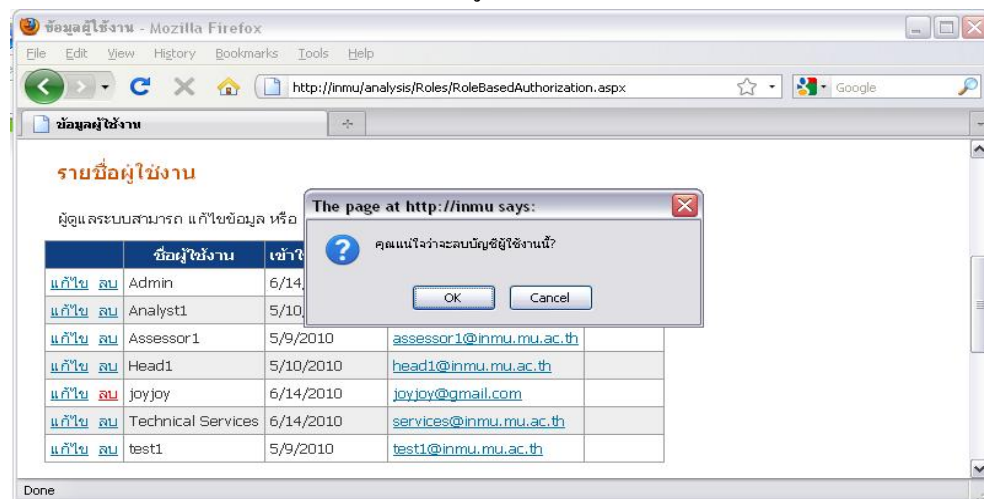 ข้อมูลผู้ใช้งาน - Mozilla Firefox
File Edit View History Bookmarks Tools Help
http://inmu/analysis/Roles/RoleBasedAuthorization.aspx Google
ข้อมูลผู้ใช้งาน
รายชื่อผู้ใช้งาน
ผู้ดูแลระบบสามารถ แก้ไขข้อมูล หรือ
The page at http://inmu says:
คุณแน่ใจว่าจะลบบัญชีผู้ใช้งานนี้?
OK Cancel
ชื่อผู้ใช้งาน
แก้ไข ลบ Admin 6/14
แก้ไข ลบ Analyst1 5/10
แก้ไข ลบ Assessor1 5/9/2010 assessor1@inmu.mu.ac.th
แก้ไข ลบ Head1 5/10/2010 head1@inmu.mu.ac.th
แก้ไข ลบ joyjoy 6/14/2010 joyjoy@gmail.com
แก้ไข ลบ Technical Services 6/14/2010 services@inmu.mu.ac.th
แก้ไข ลบ test1 5/9/2010 test1@inmu.mu.ac.th
Done